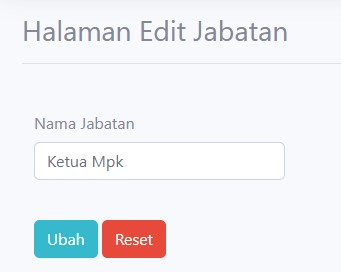 Halaman Edit Jabatan
Nama Jabatan
Ketua Mpk
Ubah Reset